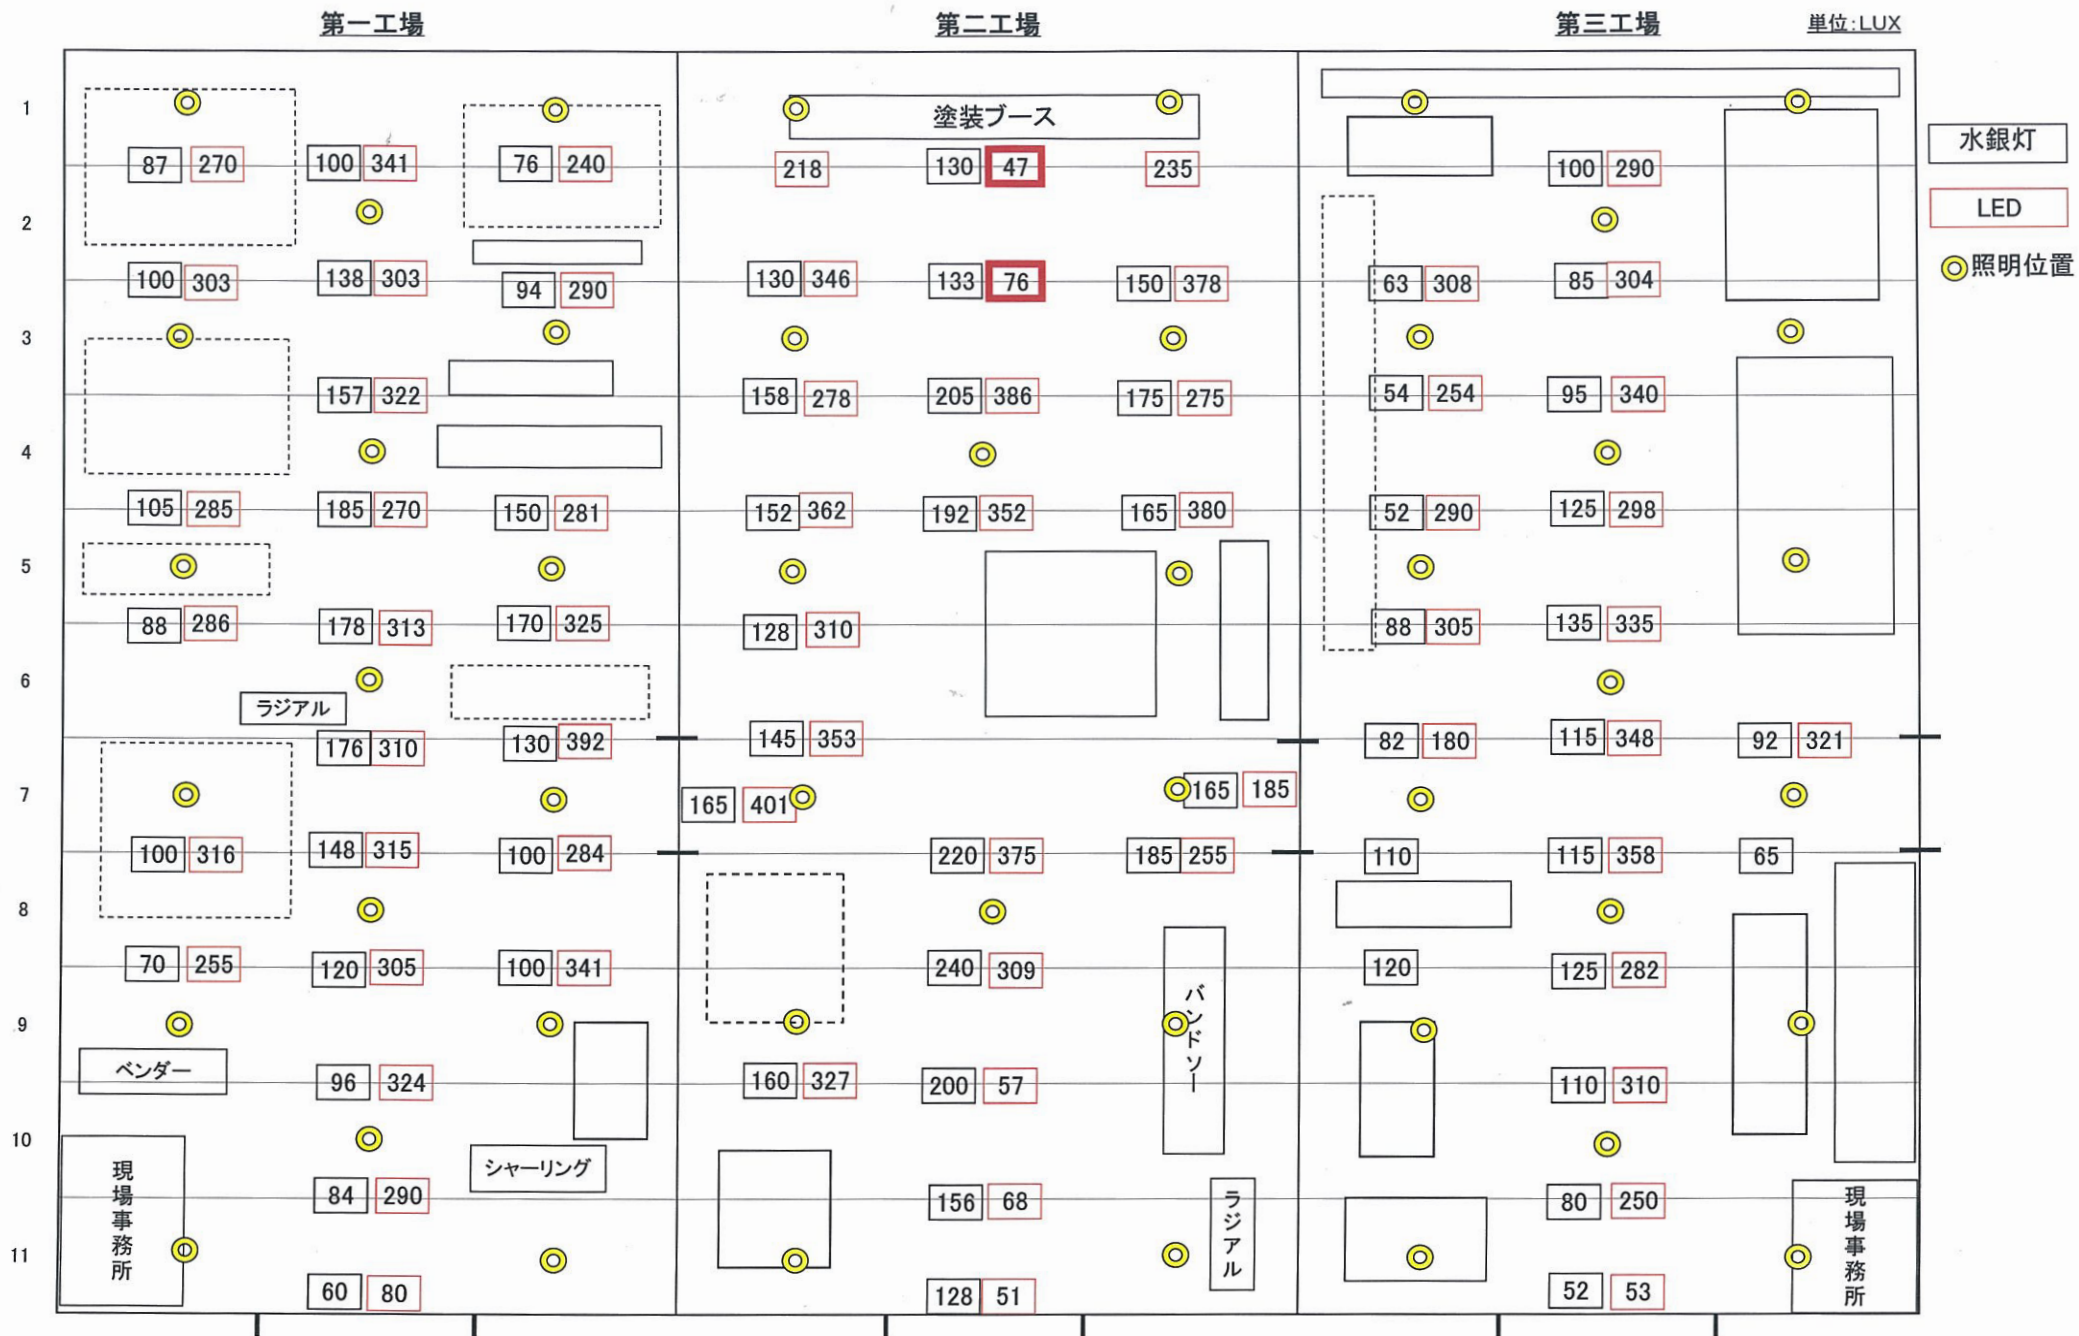 第一工場 第二工場 第三工場 単位:LUX
1 塗装ブース
水銀灯
87 270 100 341 76 240 218 130 47 235 100 290
LED
2
照明位置
100 303 138 303 94 290 130 346 133 76 150 378 63 308 85 304
3
157 322 158 278 205 386 175 275 54 254 95 340
4
105 285 185 270 150 281 152 362 192 352 165 380 52 290 125 298
5
88 286 178 313 170 325 128 310 88 305 135 335
6
ラジアル
176 310 130 392 145 353 82 180 115 348 92 321
7 165 401 165 185
100 316 148 315 100 284 220 375 185 255 110 115 358 65
8
70 255 120 305 100 341 240 309 120 125 282
バンドソー
9
ベンダー
96 324 160 327 200 57 110 310
10
シャーリング
現場事務所
84 290 156 68 80 250
ラジアル
現場事務所
11
60 80 128 51 52 53